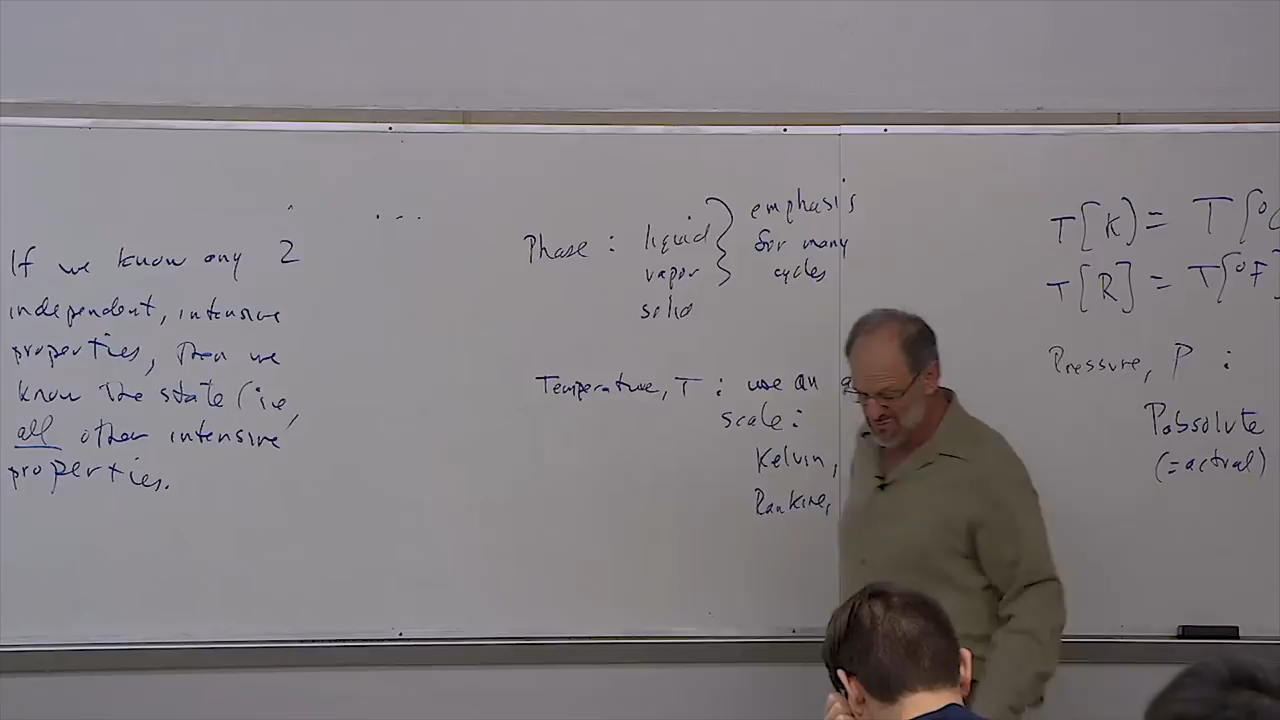 If we know any 2
independent, intensive
properties, then we
know the state (i.e,
all other intensive
properties.
...
Phase : liquid
vapor
solid
emphasis
for many
cycles
Temperature, T : use an
scale :
Kelvin,
Rankine,
T[K] = T[°C
T[R] = T[°F
Pressure, P :
Pabsolute
(=actual)